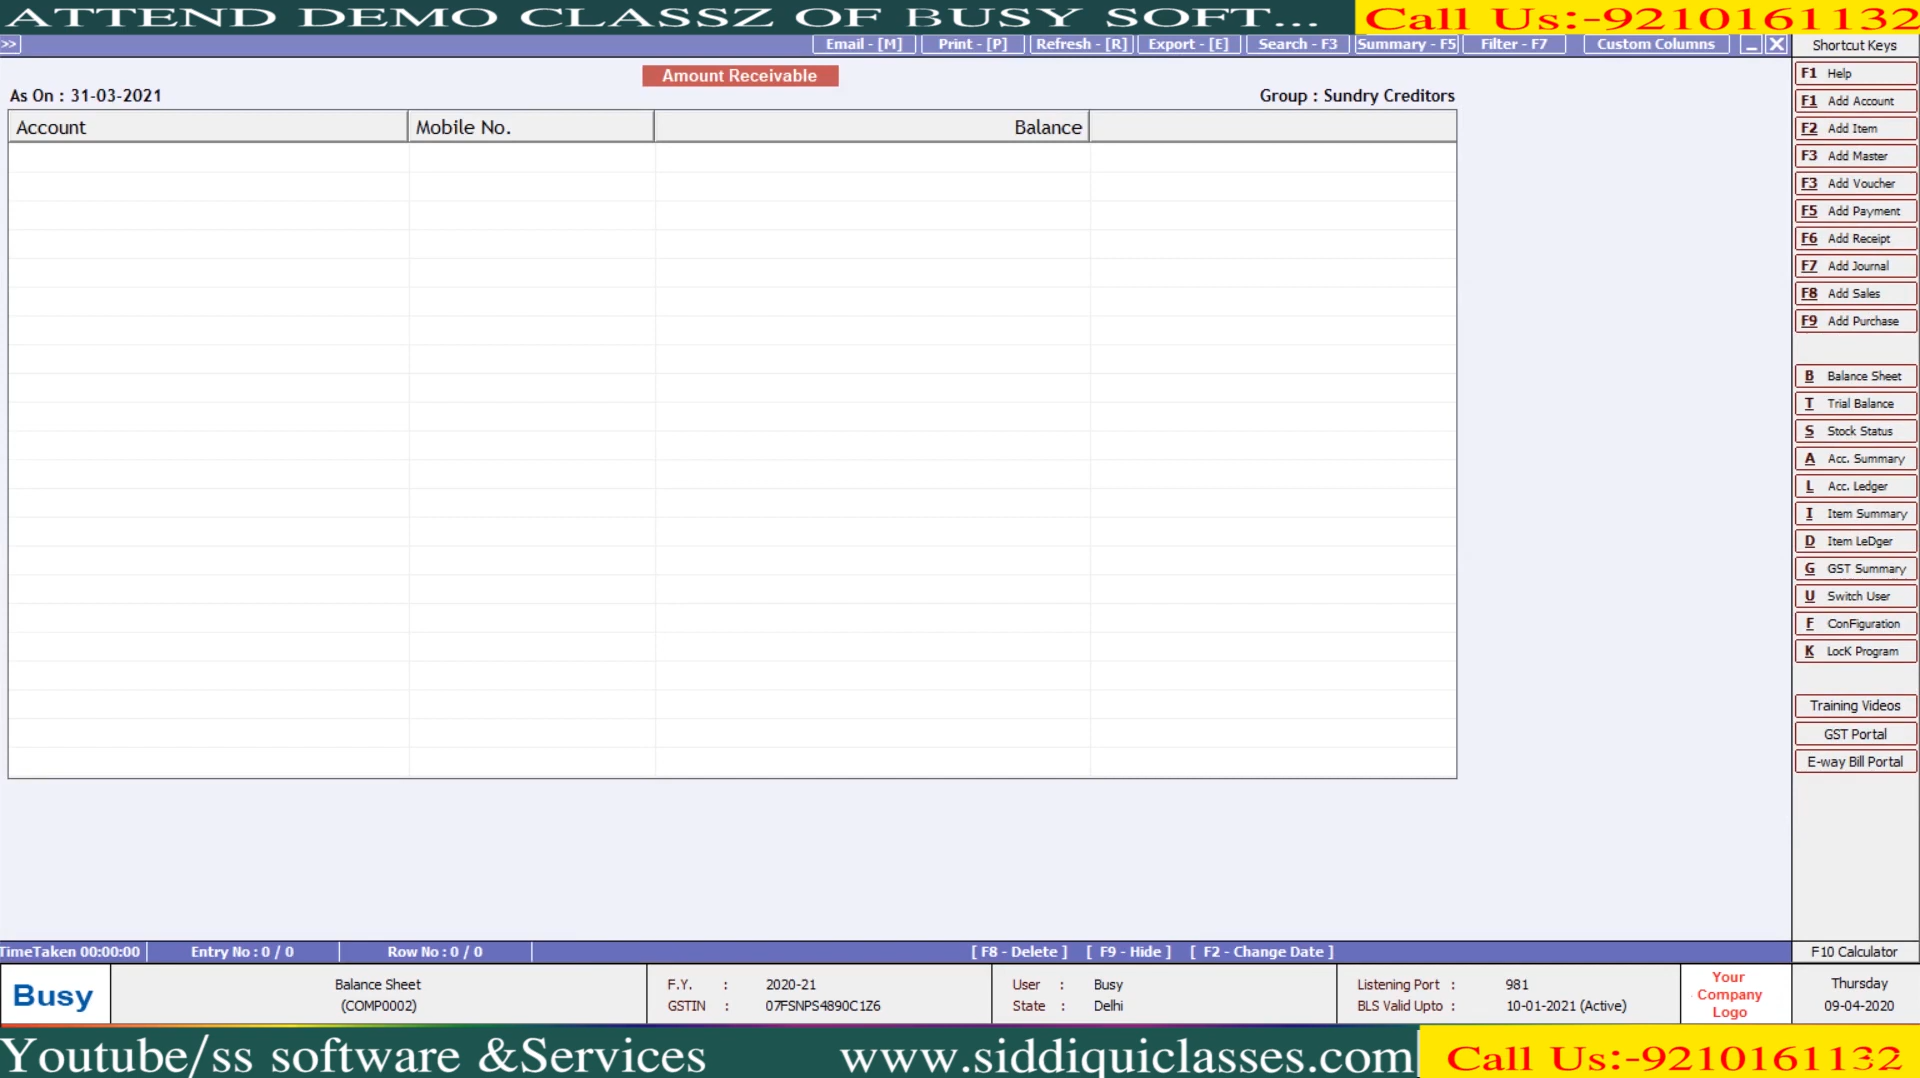 ATTEND DEMO CLASSZ OF BUSY SOFT...
Call Us:-9210161132
>>
Email - [M]
Print - [P]
Refresh - [R]
Export - [E]
Search - F3
Summary - F5
Filter - F7
Custom Columns
Shortcut Keys
Amount Receivable
As On : 31-03-2021
Group : Sundry Creditors
Account
Mobile No.
Balance
F1 Help
F1 Add Account
F2 Add Item
F3 Add Master
F3 Add Voucher
F5 Add Payment
F6 Add Receipt
F7 Add Journal
F8 Add Sales
F9 Add Purchase
B Balance Sheet
T Trial Balance
S Stock Status
A Acc. Summary
L Acc. Ledger
I Item Summary
D Item LeDger
G GST Summary
U Switch User
F ConFiguration
K LocK Program
Training Videos
GST Portal
E-way Bill Portal
TimeTaken 00:00:00
Entry No : 0 / 0
Row No : 0 / 0
[ F8 - Delete ]
[ F9 - Hide ]
[ F2 - Change Date ]
F10 Calculator
Busy
Balance Sheet
(COMP0002)
F.Y. : 2020-21
GSTIN : 07FSNPS4890C1Z6
User : Busy
State : Delhi
Listening Port : 981
BLS Valid Upto : 10-01-2021 (Active)
Your
Company
Logo
Thursday
09-04-2020
Youtube/ss software &Services
www.siddiquiclasses.com
Call Us:-9210161132